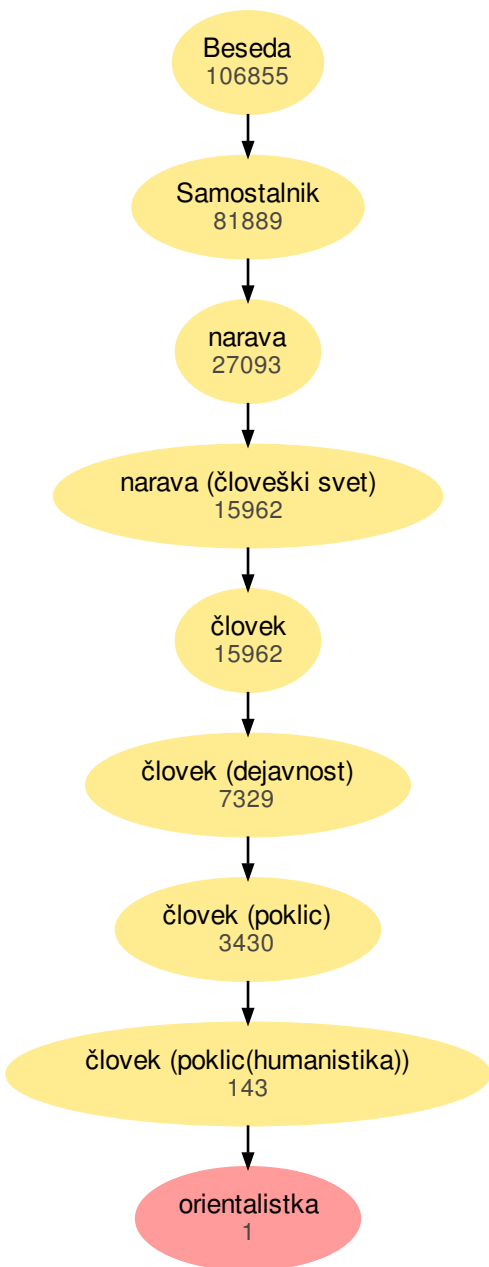 Beseda
106855
Samostalnik
81889
narava
27093
narava (človeški svet)
15962
človek
15962
človek (dejavnost)
7329
človek (poklic)
3430
človek (poklic(humanistika))
143
orientalistka
1